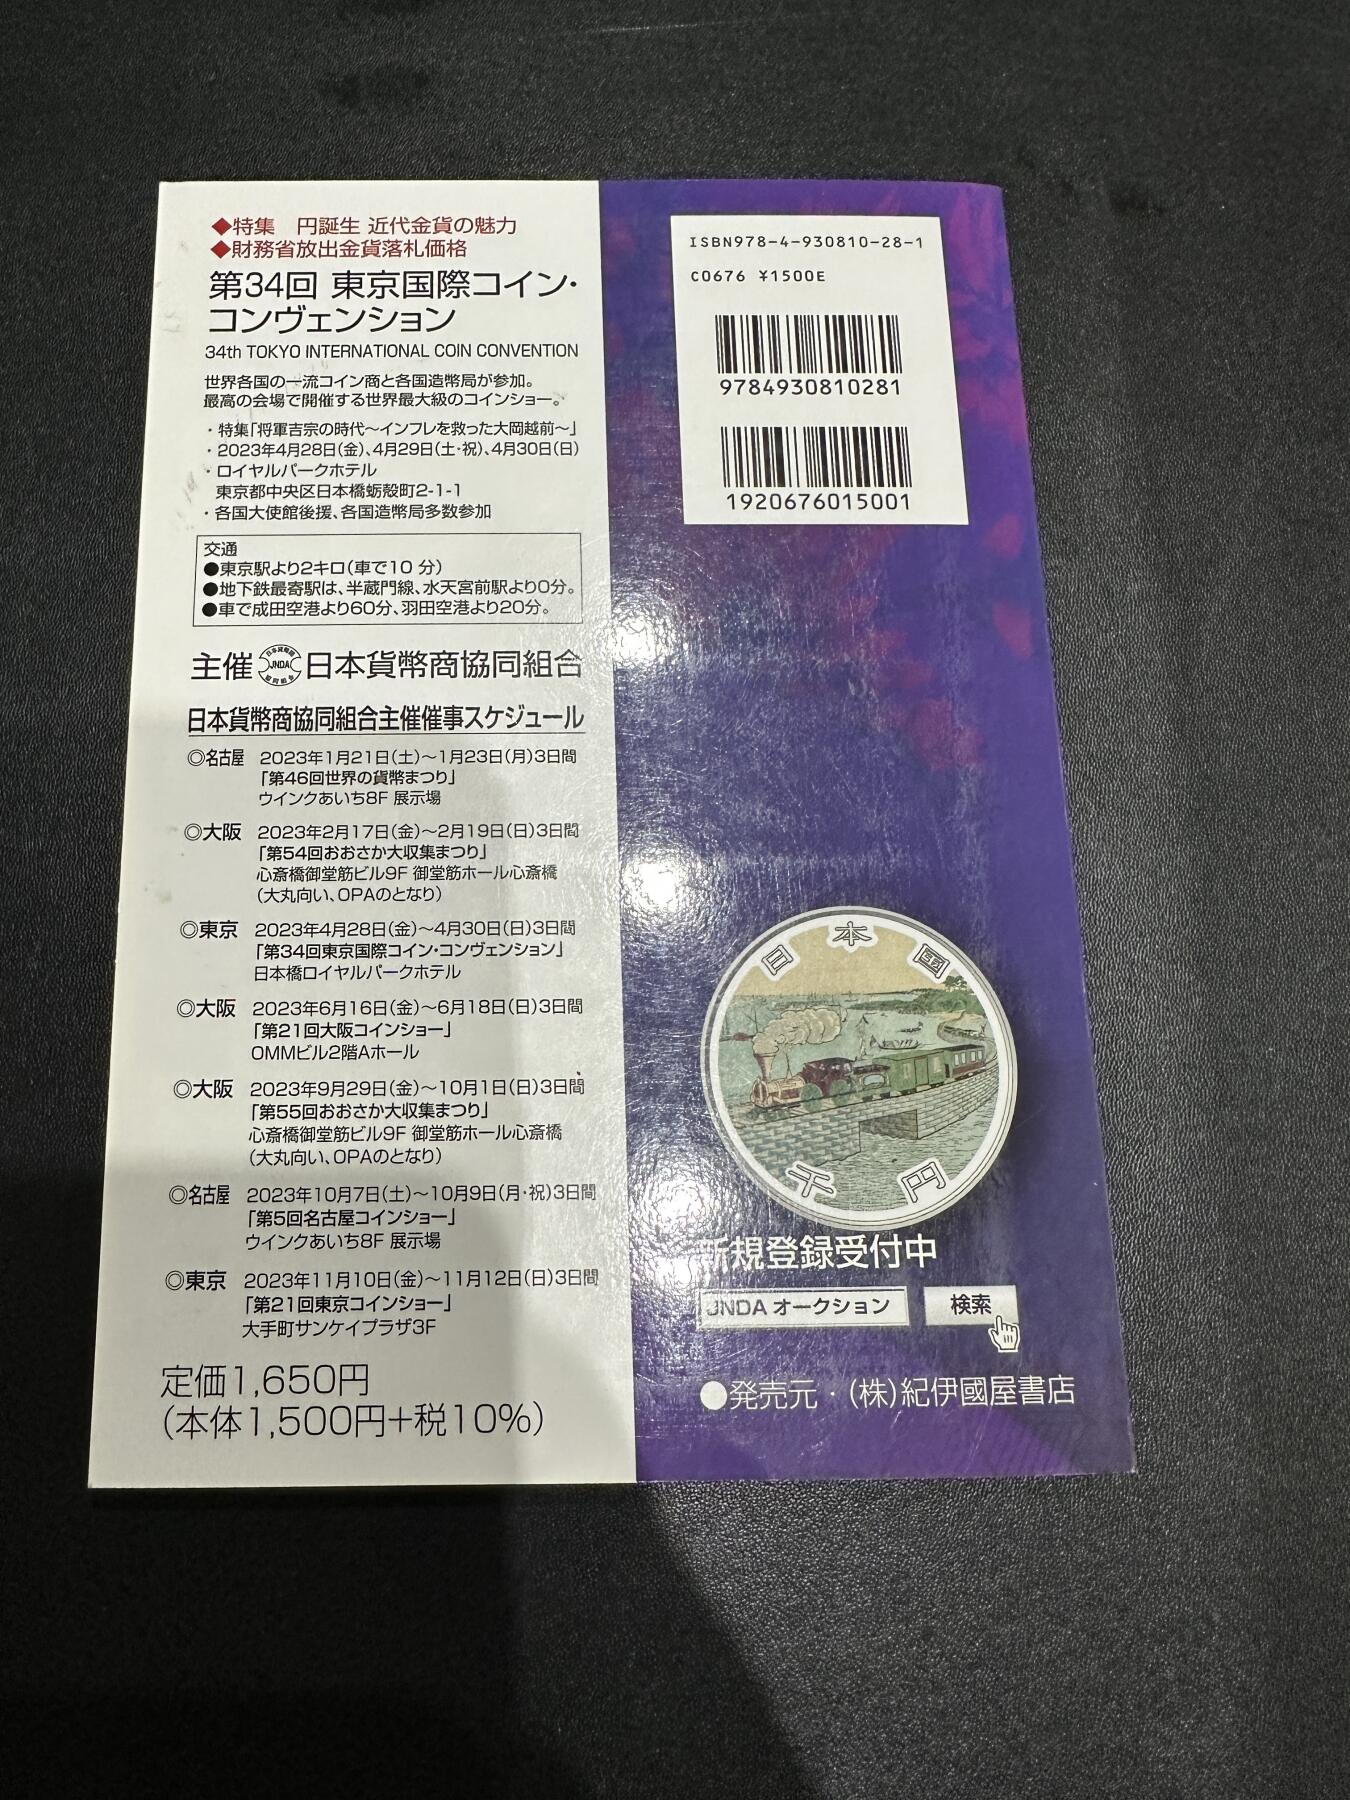 ◆特集　円誕生 近代金貨の魅力
◆財務省放出金貨落札価格
第34回 東京国際コイン・
コンヴェンション
34th TOKYO INTERNATIONAL COIN CONVENTION
世界各国の一流コイン商と各国造幣局が参加。
最高の会場で開催する世界最大級のコインショー。
・特集「将軍吉宗の時代〜インフレを救った大岡越前〜」
・2023年4月28日(金)、4月29日(土・祝)、4月30日(日)
・ロイヤルパークホテル
東京都中央区日本橋蛎殻町2-1-1
・各国大使館後援、各国造幣局多数参加
交通
●東京駅より2キロ(車で10 分)
●地下鉄最寄駅は、半蔵門線、水天宮前駅より0分。
●車で成田空港より60分、羽田空港より20分。
主催 JNDA 日本貨幣商協同組合
日本貨幣商協同組合主催催事スケジュール
◎名古屋 2023年1月21日(土)〜1月23日(月)3日間
「第46回世界の貨幣まつり」
ウインクあいち8F 展示場
◎大阪 2023年2月17日(金)〜2月19日(日)3日間
「第54回おおさか大収集まつり」
心斎橋御堂筋ビル9F 御堂筋ホール心斎橋
(大丸向い、OPAのとなり)
◎東京 2023年4月28日(金)〜4月30日(日)3日間
「第34回東京国際コイン・コンヴェンション」
日本橋ロイヤルパークホテル
◎大阪 2023年6月16日(金)〜6月18日(日)3日間
「第21回大阪コインショー」
OMMビル2階Aホール
◎大阪 2023年9月29日(金)〜10月1日(日)3日間
「第55回おおさか大収集まつり」
心斎橋御堂筋ビル9F 御堂筋ホール心斎橋
(大丸向い、OPAのとなり)
◎名古屋 2023年10月7日(土)〜10月9日(月・祝)3日間
「第5回名古屋コインショー」
ウインクあいち8F 展示場
◎東京 2023年11月10日(金)〜11月12日(日)3日間
「第21回東京コインショー」
大手町サンケイプラザ3F
定価1,650円
(本体1,500円+税10%)
ISBN978-4-930810-28-1
C0676 ¥1500E
9784930810281
1920676015001
日本国
千円
新規登録受付中
JNDA オークション 検索
●発売元・(株)紀伊國屋書店